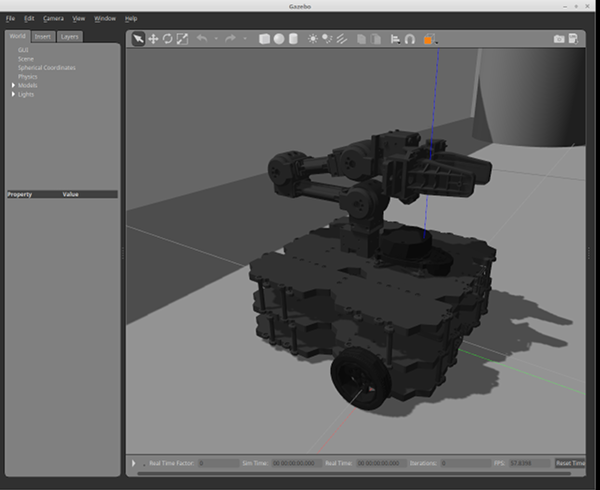 Gazebo
File Edit Camera View Window Help
World Insert Layers
GUI
Scene
Spherical Coordinates
Physics
Models
Lights
Property Value
Real Time Factor: 0 Sim Time: 00 00:00:00.000 Real Time: 00 00:00:00.000 Iterations: 0 FPS: 57.8399 Reset Time